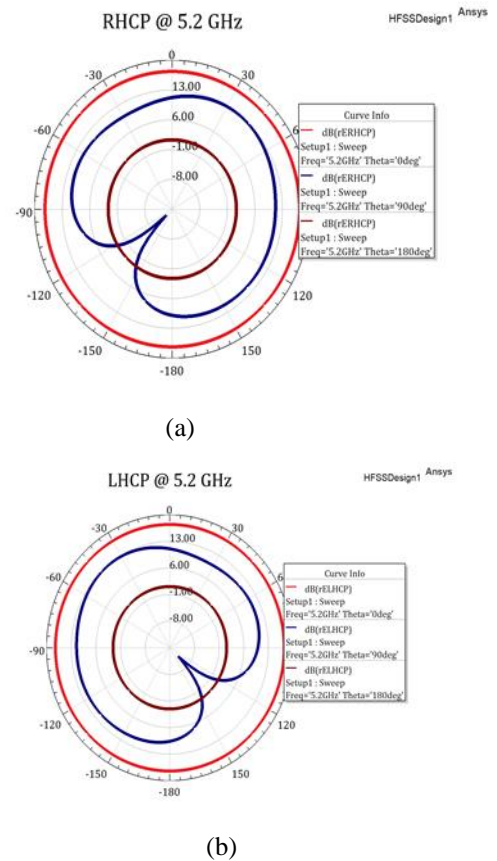 RHCP @ 5.2 GHz
HFSSDesign1 Ansys
0
-30
-60
-90
-120
-150
-180
150
120
6
13.00
6.00
-1.00
-8.00
Curve Info
dB(rERHCP)
Setup1 : Sweep
Freq='5.2GHz' Theta='0deg'
dB(rERHCP)
Setup1 : Sweep
Freq='5.2GHz' Theta='90deg'
dB(rERHCP)
Setup1 : Sweep
Freq='5.2GHz' Theta='180deg'
(a)
LHCP @ 5.2 GHz
HFSSDesign1 Ansys
0
-30
30
-60
6
-90
-120
120
-150
150
-180
13.00
6.00
-1.00
-8.00
Curve Info
dB(rELHCP)
Setup1 : Sweep
Freq='5.2GHz' Theta='0deg'
dB(rELHCP)
Setup1 : Sweep
Freq='5.2GHz' Theta='90deg'
dB(rELHCP)
Setup1 : Sweep
Freq='5.2GHz' Theta='180deg'
(b)